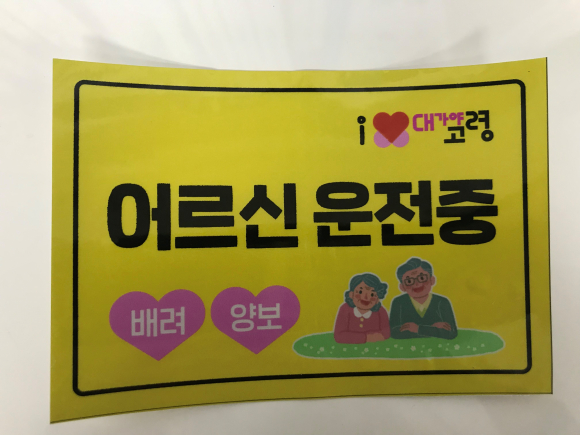 i 대가야 고령
어르신 운전중
배려 양보